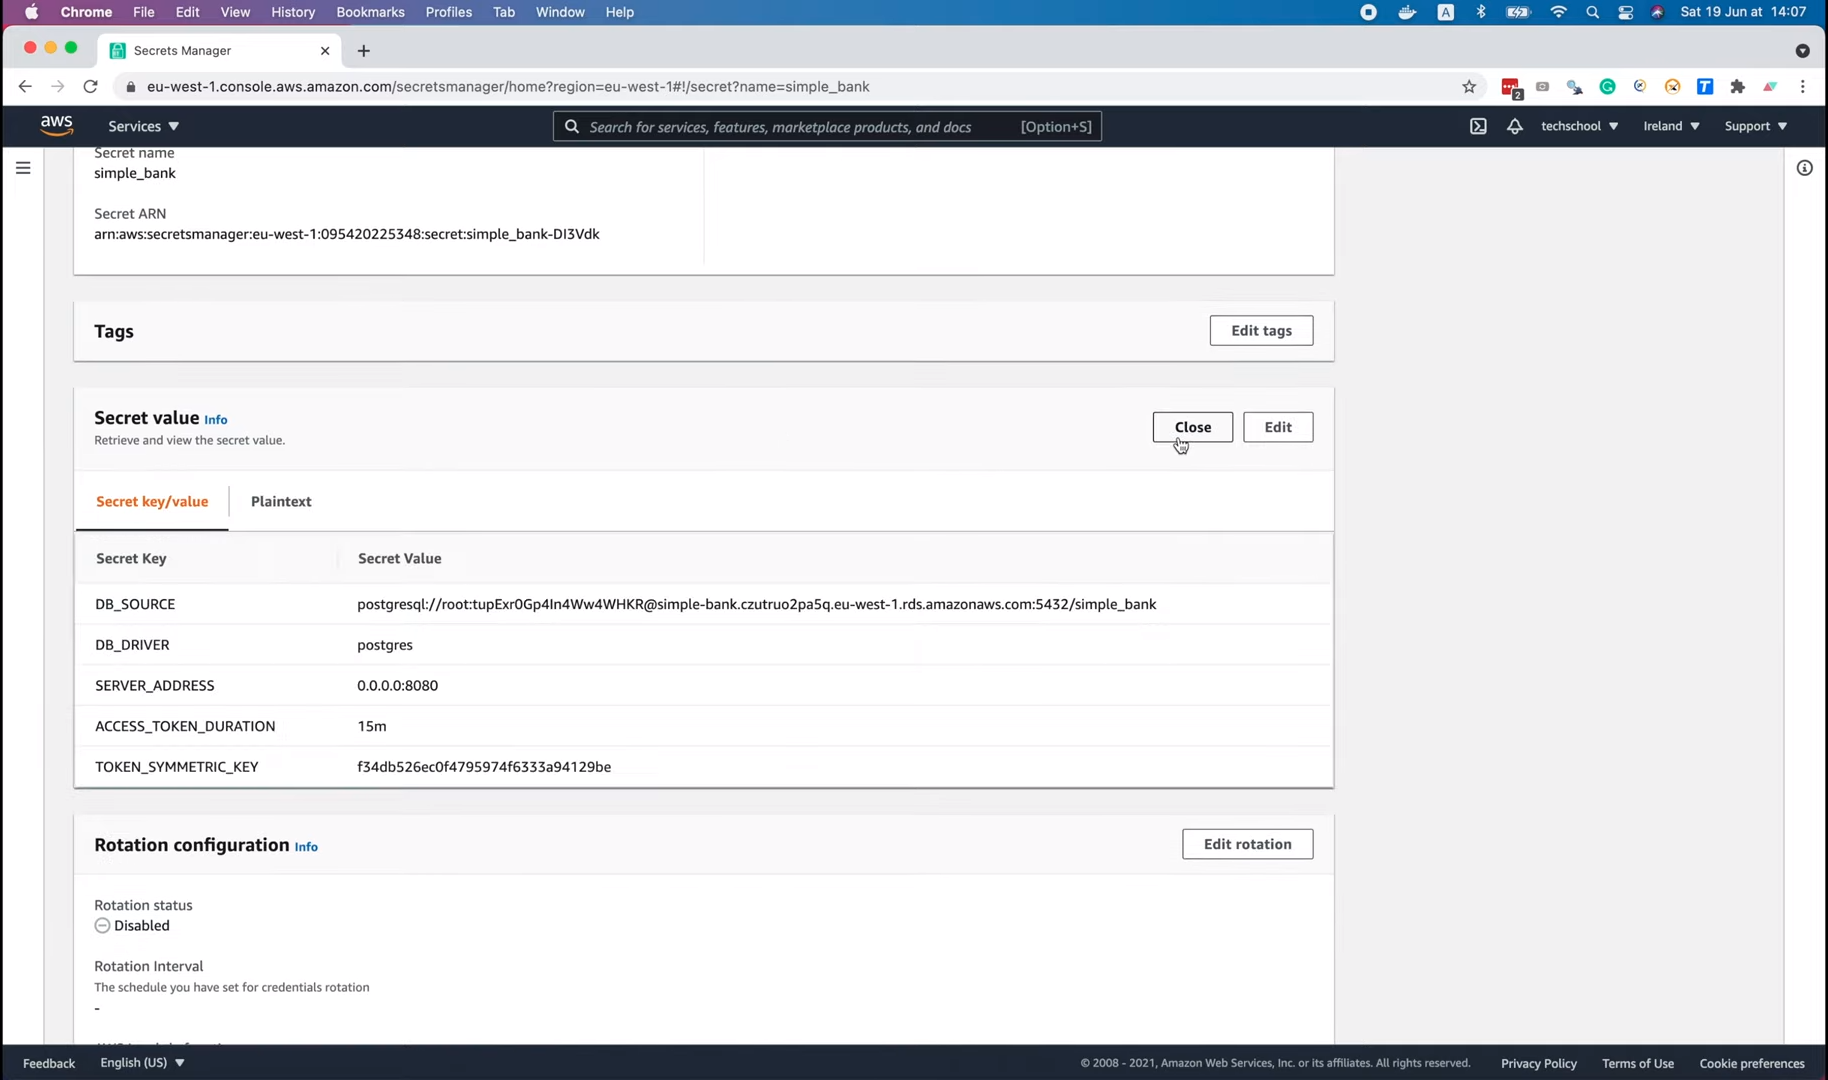 Chrome File Edit View History Bookmarks Profiles Tab Window Help A Sat 19 Jun at 14:07
Secrets Manager
eu-west-1.console.aws.amazon.com/secretsmanager/home?region=eu-west-1#!/secret?name=simple_bank 2 T
aws Services Search for services, features, marketplace products, and docs [Option+S] techschool Ireland Support
Secret name
simple_bank
Secret ARN
arn:aws:secretsmanager:eu-west-1:095420225348:secret:simple_bank-DI3Vdk
Tags Edit tags
Secret value Info Close Edit
Retrieve and view the secret value.
Secret key/value Plaintext
Secret Key Secret Value
DB_SOURCE postgresql://root:tupExr0Gp4In4Ww4WHKR@simple-bank.czutruo2pa5q.eu-west-1.rds.amazonaws.com:5432/simple_bank
DB_DRIVER postgres
SERVER_ADDRESS 0.0.0.0:8080
ACCESS_TOKEN_DURATION 15m
TOKEN_SYMMETRIC_KEY f34db526ec0f4795974f6333a94129be
Rotation configuration Info Edit rotation
Rotation status
Disabled
Rotation Interval
The schedule you have set for credentials rotation
-
Feedback English (US) © 2008 - 2021, Amazon Web Services, Inc. or its affiliates. All rights reserved. Privacy Policy Terms of Use Cookie preferences